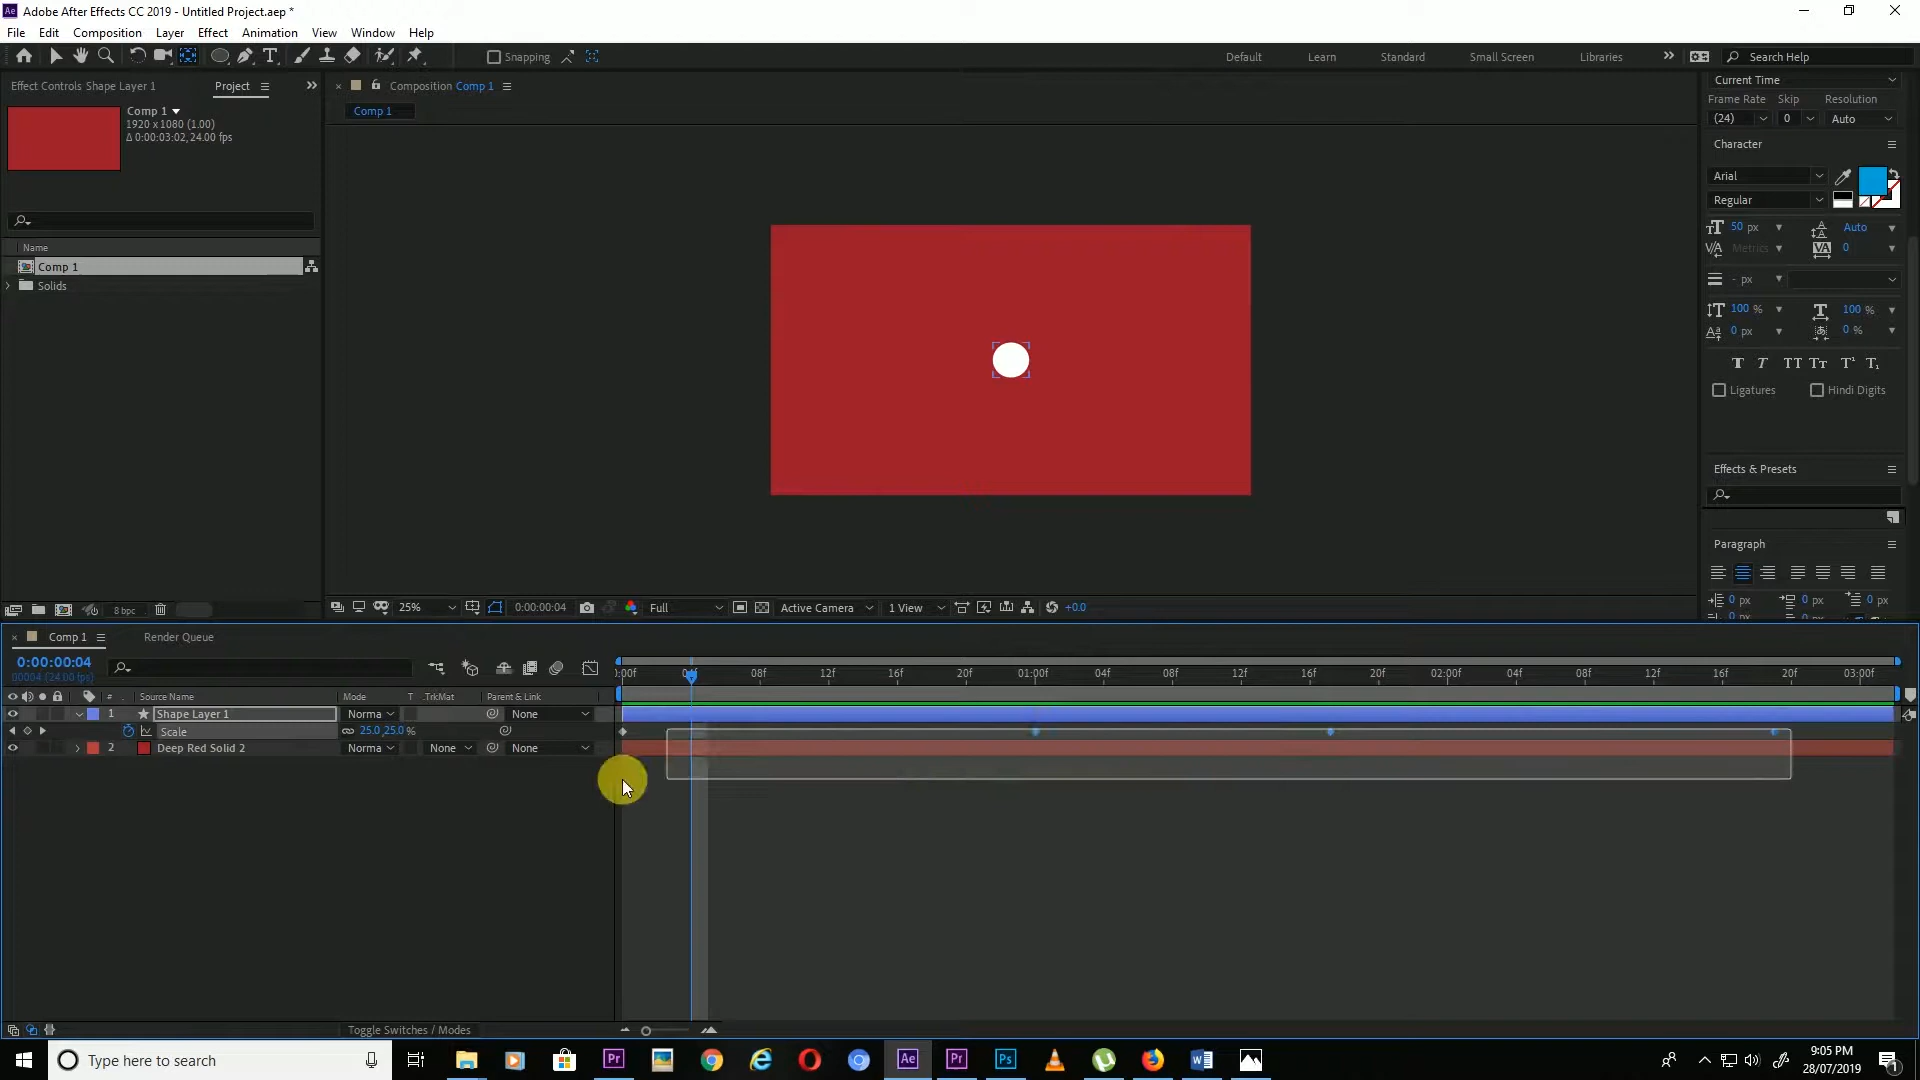 Adobe After Effects CC 2019 - Untitled Project.aep *
File Edit Composition Layer Effect Animation View Window Help
Snapping Default Learn Standard Small Screen Libraries Search Help
Effect Controls Shape Layer 1 Project
Comp 1
1920 x 1080 (1.00)
Δ 0:00:03:02, 24.00 fps
Name
Comp 1
Solids
8 bpc
Composition Comp 1
Comp 1
25% 0:00:00:04 Full Active Camera 1 View +0.0
Current Time
Frame Rate Skip Resolution
(24) 0 Auto
Character
Arial
Regular
50 px Auto
Metrics 0
- px
100 % 100 %
0 px 0 %
Ligatures Hindi Digits
Effects & Presets
Paragraph
0 px 0 px 0 px
Comp 1 Render Queue
0:00:00:04
00004 (24.00 fps)
08f 12f 16f 20f 01:00f 04f 08f 12f 16f 20f 02:00f 04f 08f 12f 16f 20f 03:00f
# Source Name Mode T .TrkMat Parent & Link
1 Shape Layer 1 Norma None
Scale 25.0,25.0 %
2 Deep Red Solid 2 Norma None None
Toggle Switches / Modes
Type here to search
9:05 PM
28/07/2019